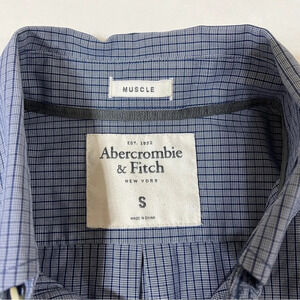 MUSCLE
EST. 1892
Abercrombie
& Fitch
NEW YORK
S
MADE IN CHINA